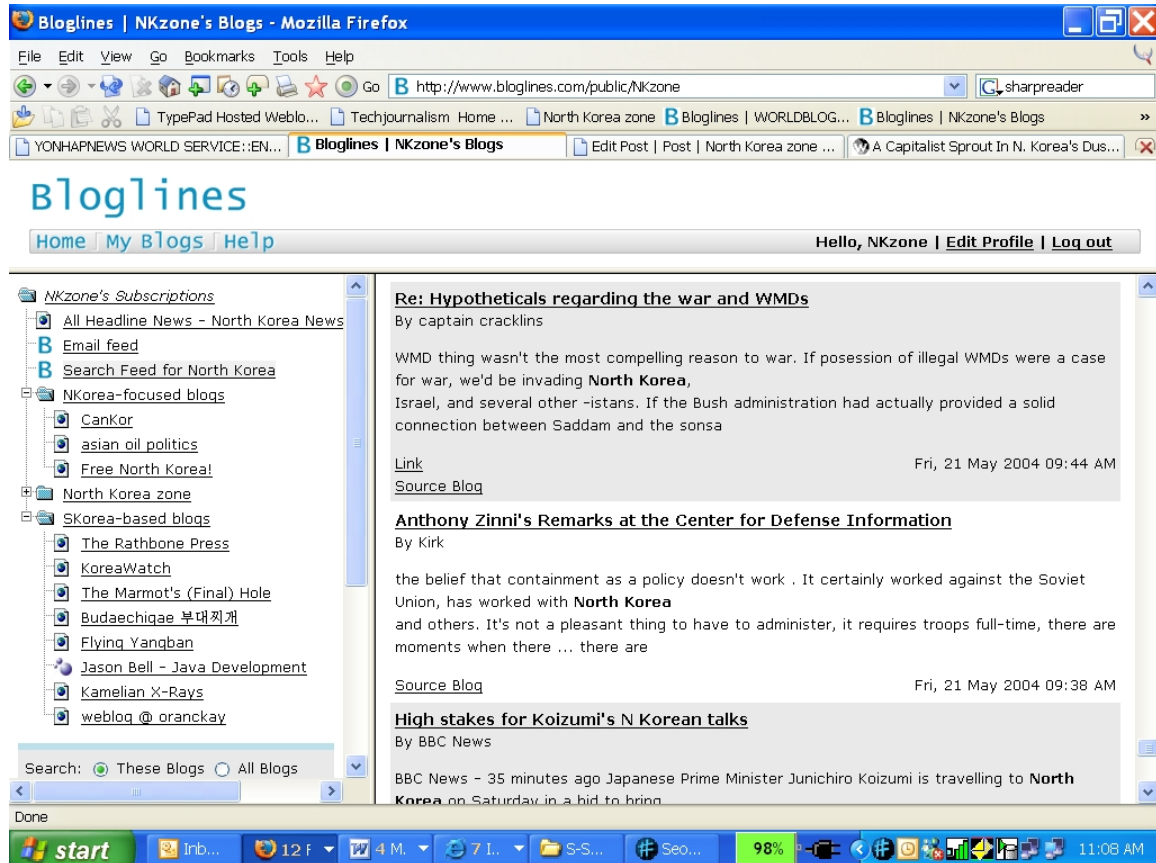 Bloglines | NKzone's Blogs - Mozilla Firefox
File Edit View Go Bookmarks Tools Help
Go B http://www.bloglines.com/public/NKzone G sharpreader
TypePad Hosted Weblo... Techjournalism Home ... North Korea zone B Bloglines | WORLDBLOG... B Bloglines | NKzone's Blogs »
YONHAPNEWS WORLD SERVICE::EN... B Bloglines | NKzone's Blogs Edit Post | Post | North Korea zone ... A Capitalist Sprout In N. Korea's Dus...
Bloglines
Home My Blogs Help Hello, NKzone | Edit Profile | Log out
NKzone's Subscriptions
All Headline News - North Korea News
B Email feed
B Search Feed for North Korea
NKorea-focused blogs
CanKor
asian oil politics
Free North Korea!
North Korea zone
SKorea-based blogs
The Rathbone Press
KoreaWatch
The Marmot's (Final) Hole
Budaechigae 부대찌개
Flying Yangban
Jason Bell - Java Development
Kamelian X-Rays
weblog @ oranckay
Search: These Blogs All Blogs
Re: Hypotheticals regarding the war and WMDs
By captain cracklins
WMD thing wasn't the most compelling reason to war. If posession of illegal WMDs were a case
for war, we'd be invading North Korea,
Israel, and several other -istans. If the Bush administration had actually provided a solid
connection between Saddam and the sonsa
Link Fri, 21 May 2004 09:44 AM
Source Blog
Anthony Zinni's Remarks at the Center for Defense Information
By Kirk
the belief that containment as a policy doesn't work . It certainly worked against the Soviet
Union, has worked with North Korea
and others. It's not a pleasant thing to have to administer, it requires troops full-time, there are
moments when there ... there are
Source Blog Fri, 21 May 2004 09:38 AM
High stakes for Koizumi's N Korean talks
By BBC News
BBC News - 35 minutes ago Japanese Prime Minister Junichiro Koizumi is travelling to North
Korea on Saturday in a bid to bring
Done
start Inb... 12 F 4 M. 7 I.. S-S... Seo... 98% 11:08 AM